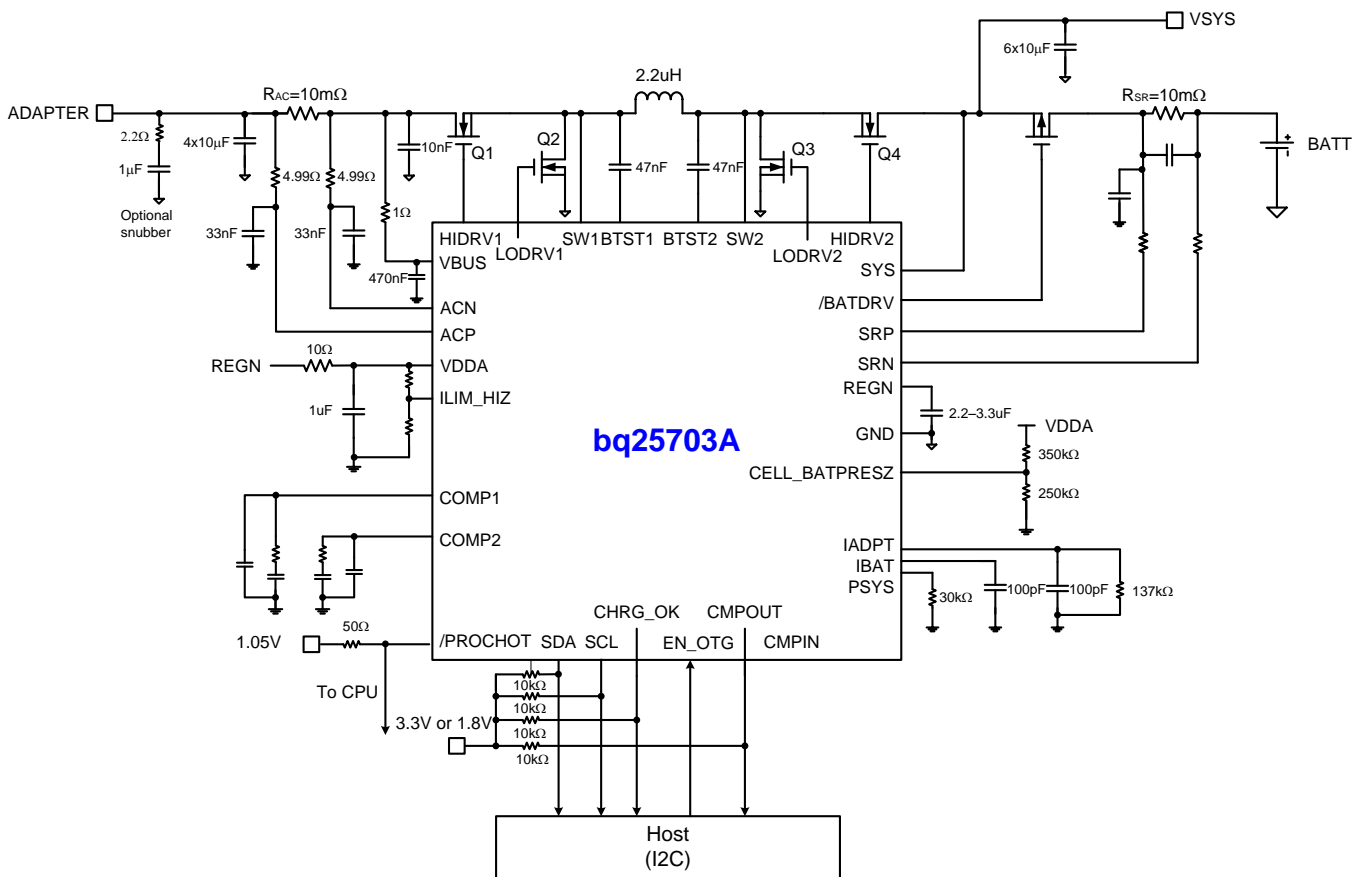 VSYS
6x10μF
2.2uH
ADAPTER
RAC=10mΩ
RSR=10mΩ
2.2Ω
4x10μF
10nF
Q1
Q2
47nF
47nF
Q3
Q4
BATT
1μF
4.99Ω
4.99Ω
Optional
snubber
33nF
33nF
1Ω
470nF
HIDRV1
LODRV1
SW1
BTST1
BTST2
SW2
LODRV2
HIDRV2
VBUS
SYS
ACN
/BATDRV
ACP
SRP
SRN
REGN
10Ω
VDDA
REGN
1uF
ILIM_HIZ
2.2–3.3uF
GND
VDDA
bq25703A
350kΩ
CELL_BATPRESZ
250kΩ
COMP1
COMP2
IADPT
IBAT
PSYS
30kΩ
100pF
100pF
137kΩ
CHRG_OK
CMPOUT
1.05V
50Ω
/PROCHOT
SDA
SCL
EN_OTG
CMPIN
To CPU
10kΩ
10kΩ
3.3V or 1.8V
10kΩ
10kΩ
Host
(I2C)